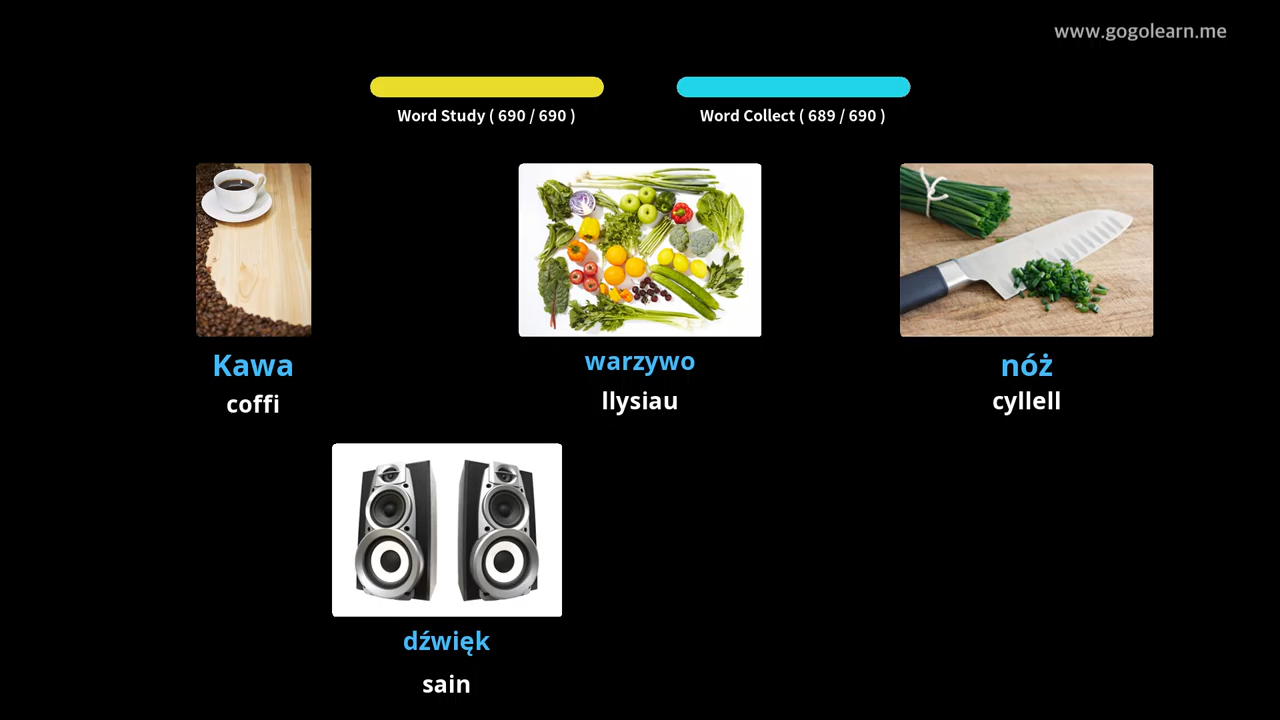 www.gogolearn.me
Word Study ( 690 / 690 )
Word Collect ( 689 / 690 )
Kawa
coffi
warzywo
llysiau
nóż
cyllell
dźwięk
sain